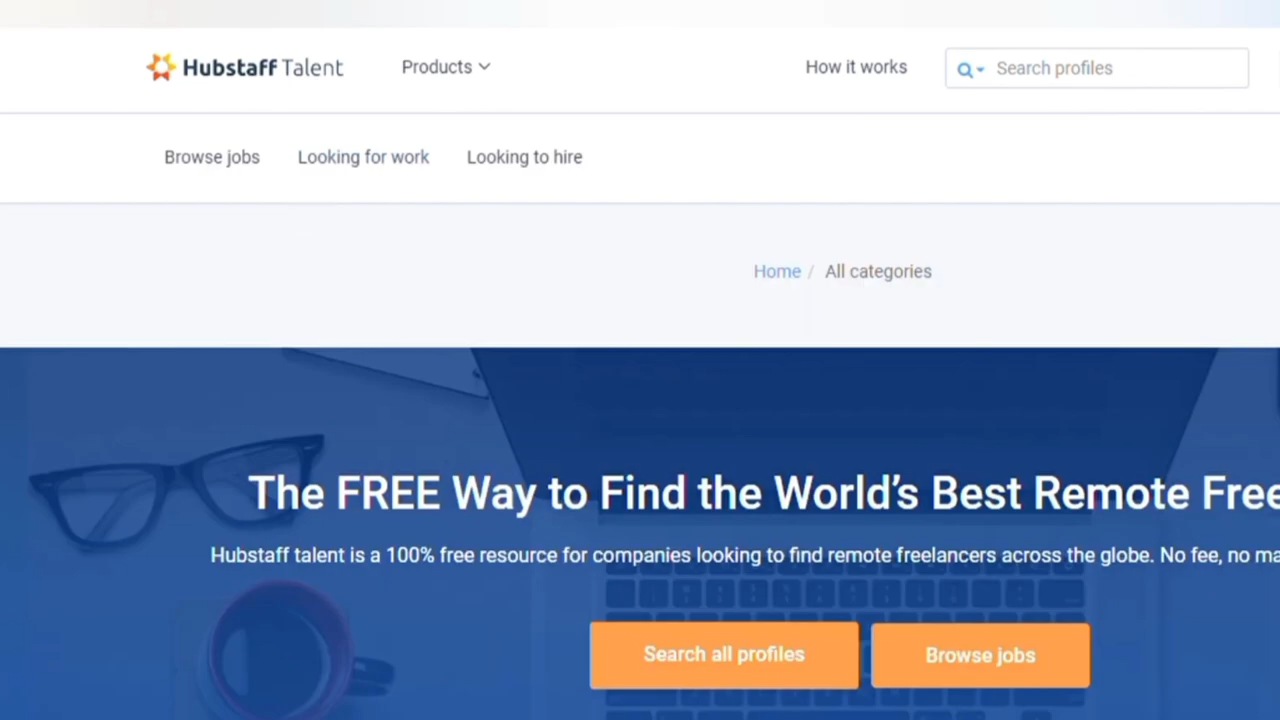 Hubstaff Talent
Products
How it works
Search profiles
Browse jobs
Looking for work
Looking to hire
Home / All categories
The FREE Way to Find the World’s Best Remote
Hubstaff talent is a 100% free resource for companies looking to find remote freelancers across the globe. No fee, no
Search all profiles
Browse jobs